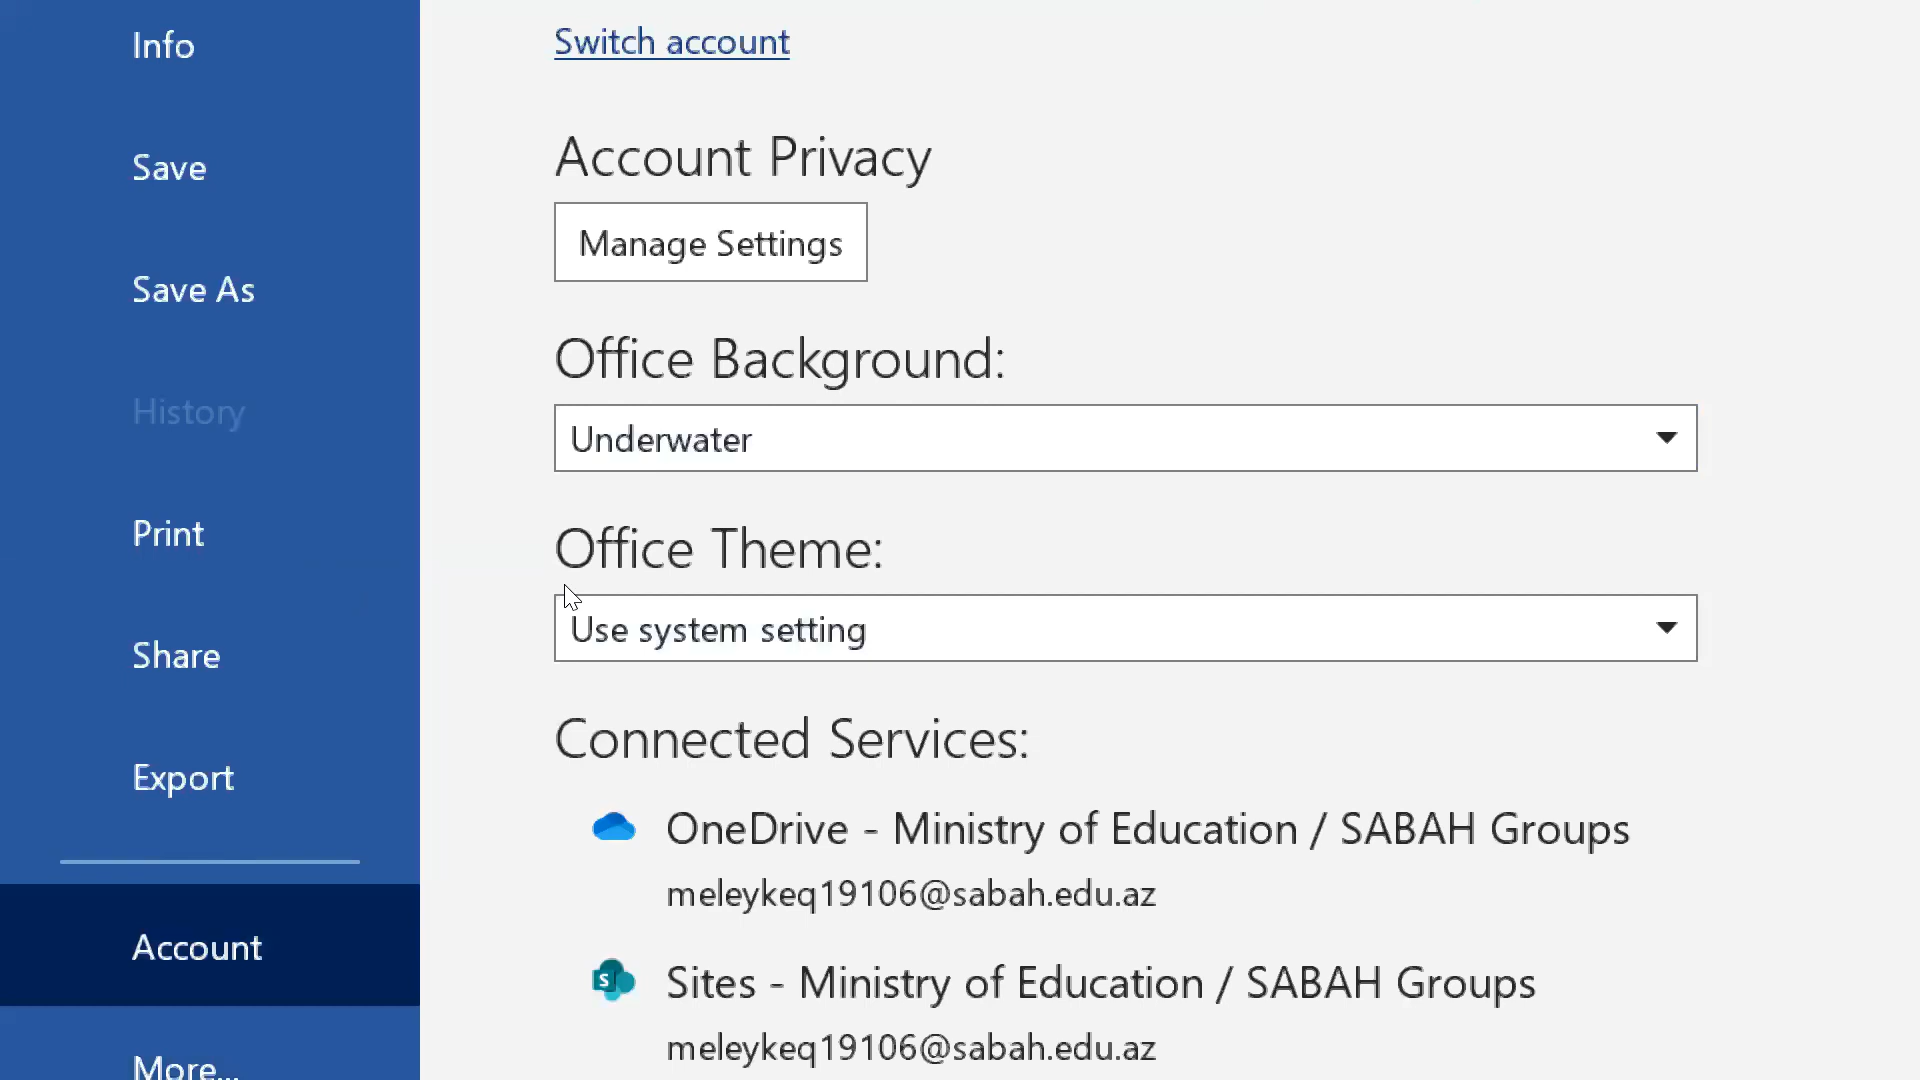 Info
Save
Save As
History
Print
Share
Export
Account
More...
Switch account
Account Privacy
Manage Settings
Office Background:
Underwater
Office Theme:
Use system setting
Connected Services:
OneDrive - Ministry of Education / SABAH Groups
meleykeq19106@sabah.edu.az
Sites - Ministry of Education / SABAH Groups
meleykeq19106@sabah.edu.az